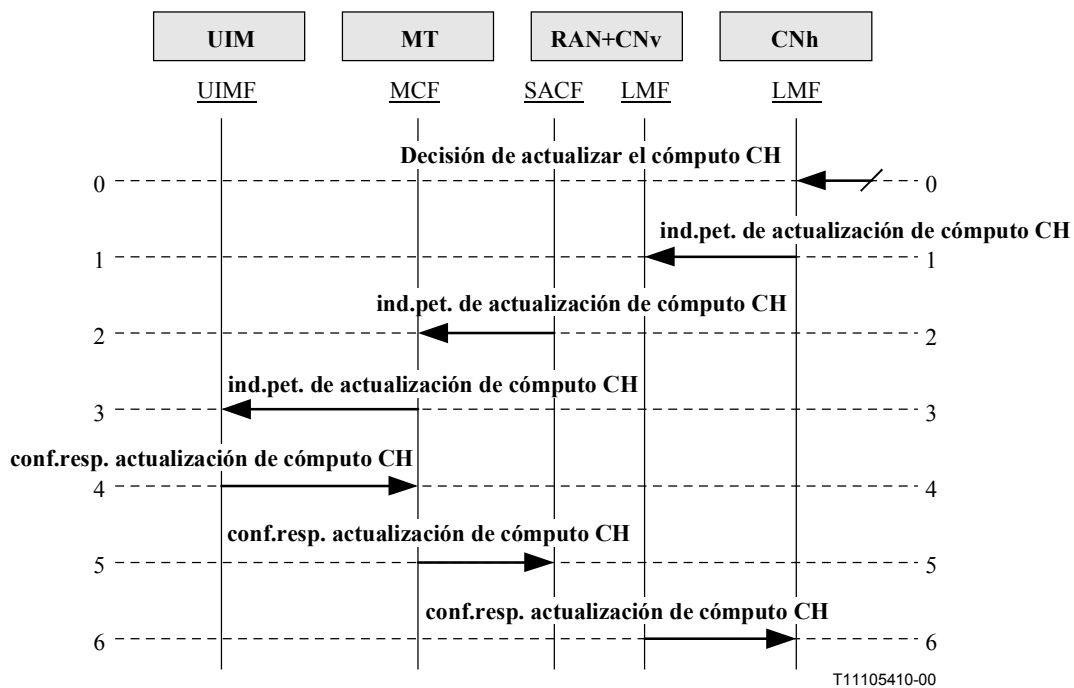 UIM MT RAN+CNv CNh
UIMF MCF SACF LMF LMF
Decisión de actualizar el cómputo CH
0 0
ind.pet. de actualización de cómputo CH
1 1
ind.pet. de actualización de cómputo CH
2 2
ind.pet. de actualización de cómputo CH
3 3
conf.resp. actualización de cómputo CH
4 4
conf.resp. actualización de cómputo CH
5 5
conf.resp. actualización de cómputo CH
6 6
T11105410-00